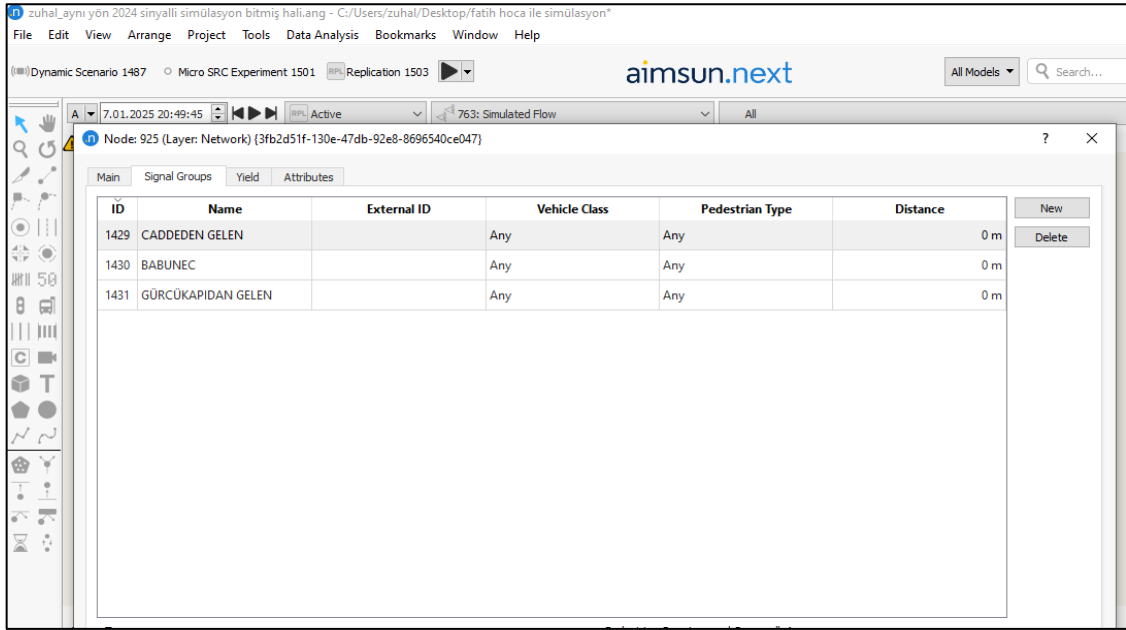 zuhal_aynı yön 2024 sinyalli simülasyon bitmiş hali.ang - C:/Users/zuhal/Desktop/fatih hoca ile simülasyon*
File Edit View Arrange Project Tools Data Analysis Bookmarks Window Help
Dynamic Scenario 1487 Micro SRC Experiment 1501 RPL Replication 1503 aimsun.next All Models Search...
A 7.01.2025 20:49:45 RPL Active 763: Simulated Flow All
Node: 925 (Layer: Network) {3fb2d51f-130e-47db-92e8-8696540ce047} ?
Main Signal Groups Yield Attributes
ID Name External ID Vehicle Class Pedestrian Type Distance New
1429 CADDEDEN GELEN Any Any 0 m Delete
1430 BABUNEC Any Any 0 m
1431 GÜRCÜKAPIDAN GELEN Any Any 0 m
50
C
T